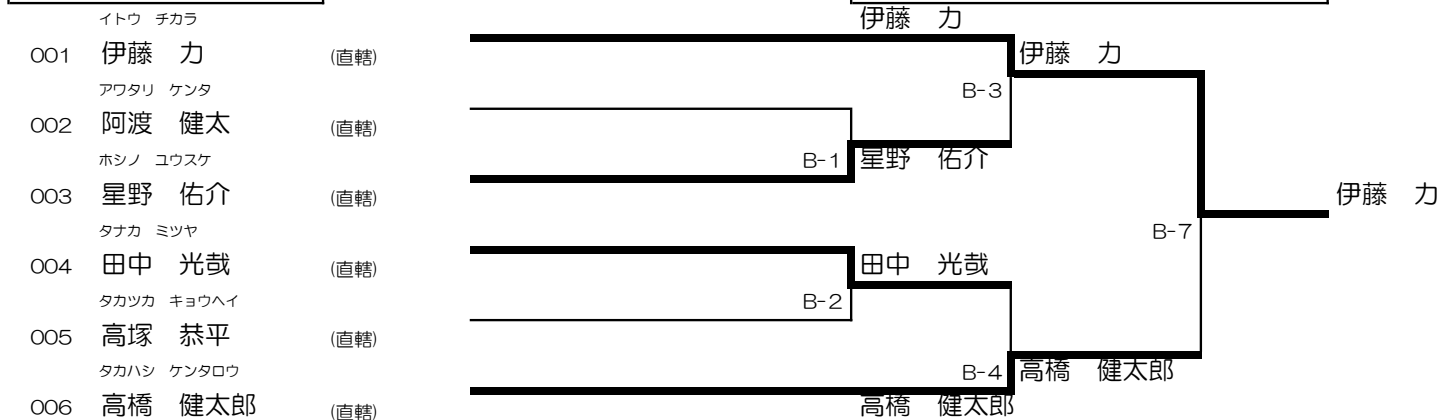 イトウ チカラ
伊藤 力
001 伊藤 力 (直轄)
伊藤 力
アワタリ ケンタ
B-3
002 阿渡 健太 (直轄)
ホシノ ユウスケ
B-1
星野 佑介
003 星野 佑介 (直轄)
伊藤 力
タナカ ミツヤ
B-7
004 田中 光哉 (直轄)
田中 光哉
タカツカ キョウヘイ
B-2
005 高塚 恭平 (直轄)
タカハシ ケンタロウ
B-4
高橋 健太郎
006 高橋 健太郎 (直轄)
高橋 健太郎